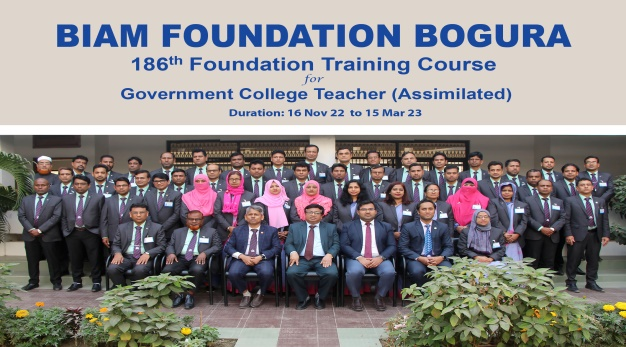 BIAM FOUNDATION BOGURA
186th Foundation Training Course
for
Government College Teacher (Assimilated)
Duration: 16 Nov 22 to 15 Mar 23